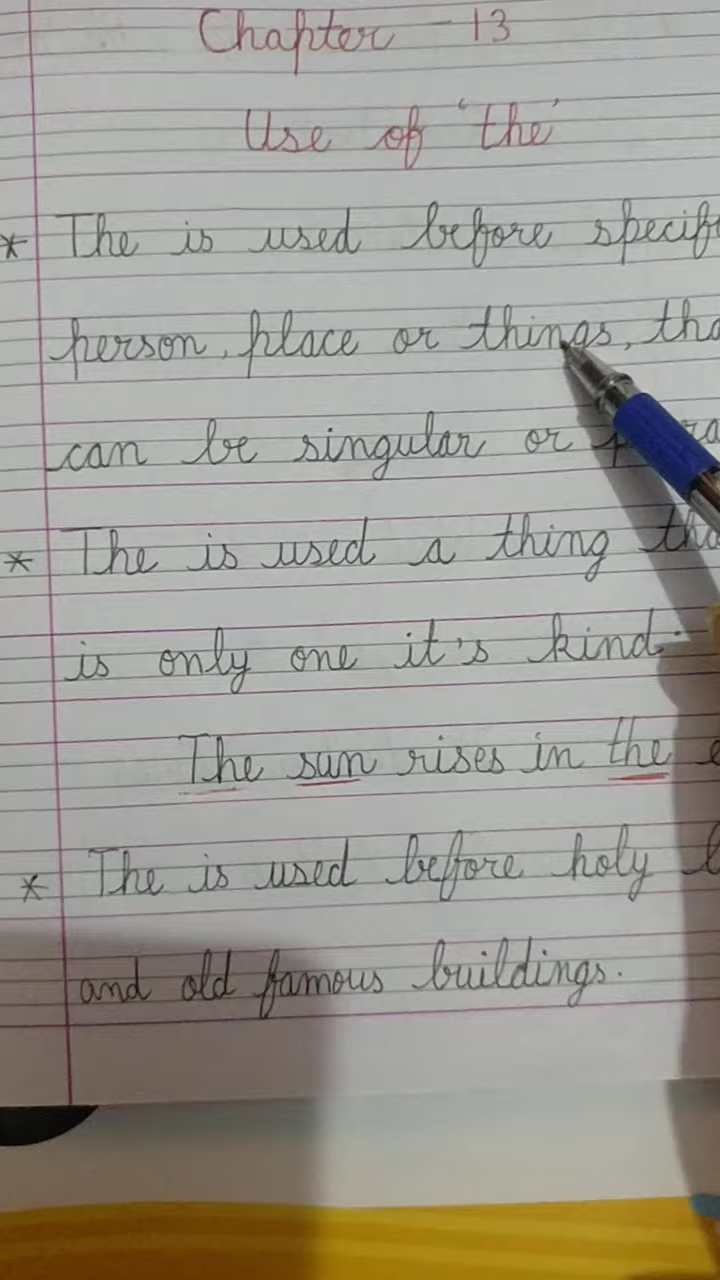 Chapter - 13
Use of 'the'
* The is used before specif
person, place or things, tha
can be singular or
* The is used a thing tha
is only one it's kind.
The sun rises in the
* The is used before holy
and old famous buildings.